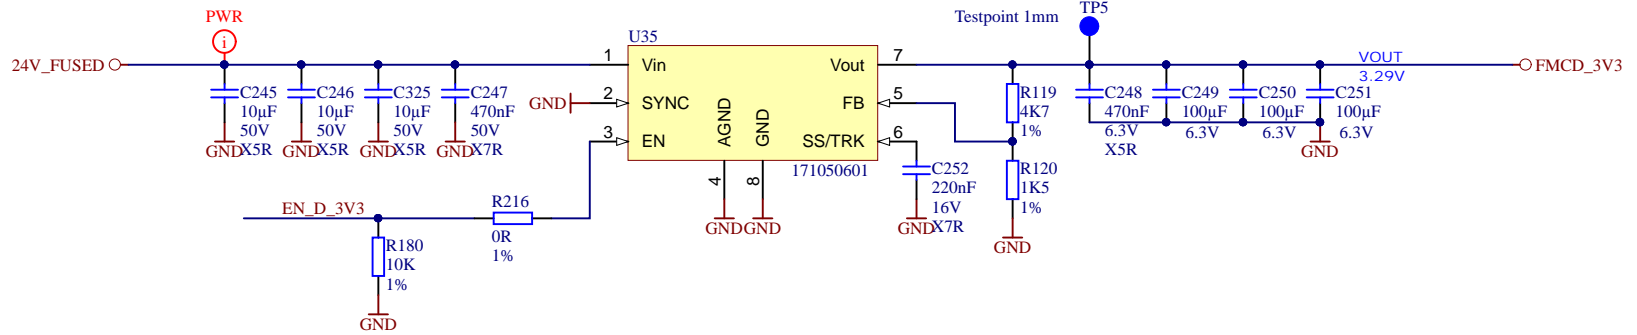 PWR
i
24V_FUSED
C245
10µF
50V
X5R
GND
C246
10µF
50V
X5R
GND
C325
10µF
50V
X5R
GND
C247
470nF
50V
X7R
GND
U35
1
Vin
GND
2
SYNC
3
EN
AGND
GND
Vout
7
FB
5
SS/TRK
6
4
8
171050601
GND
GND
EN_D_3V3
R216
0R
1%
R180
10K
1%
GND
C252
220nF
16V
X7R
GND
R119
4K7
1%
R120
1K5
1%
GND
Testpoint 1mm
TP5
C248
470nF
6.3V
X5R
C249
100µF
6.3V
C250
100µF
6.3V
C251
100µF
6.3V
GND
VOUT
3.29V
FMCD_3V3